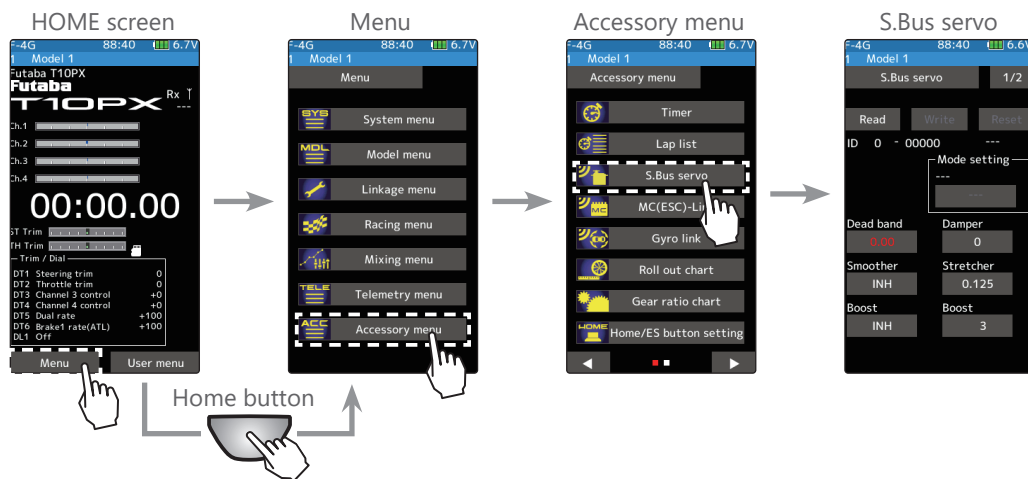 HOME screen
Menu
Accessory menu
S.Bus servo
F-4G 88:40 6.7V
1 Model 1
Futaba T10PX
Futaba
T10PX
Rx
---
Ch.1
Ch.2
Ch.3
Ch.4
00:00.00
ST Trim 5
TH Trim 5
Trim / Dial
DT1 Steering trim 0
DT2 Throttle trim 0
DT3 Channel 3 control +0
DT4 Channel 4 control +0
DT5 Dual rate +100
DT6 Brake1 rate(ATL) +100
DL1 Off
Menu
User menu
Home button
F-4G 88:40 6.7V
1 Model 1
Menu
SYS System menu
MDL Model menu
Linkage menu
Racing menu
Mixing menu
TELE Telemetry menu
ACC Accessory menu
F-4G 88:40 6.7V
1 Model 1
Accessory menu
Timer
Lap list
S.Bus servo
MC MC(ESC)-Li
Gyro link
Roll out chart
Gear ratio chart
HOME Home/ES button setting
F-4G 88:40 6.6V
1 Model 1
S.Bus servo 1/2
Read Write Reset
ID 0 - 00000 ---
Mode setting
---
---
Dead band Damper
0.00 0
Smoother Stretcher
INH 0.125
Boost Boost
INH 3